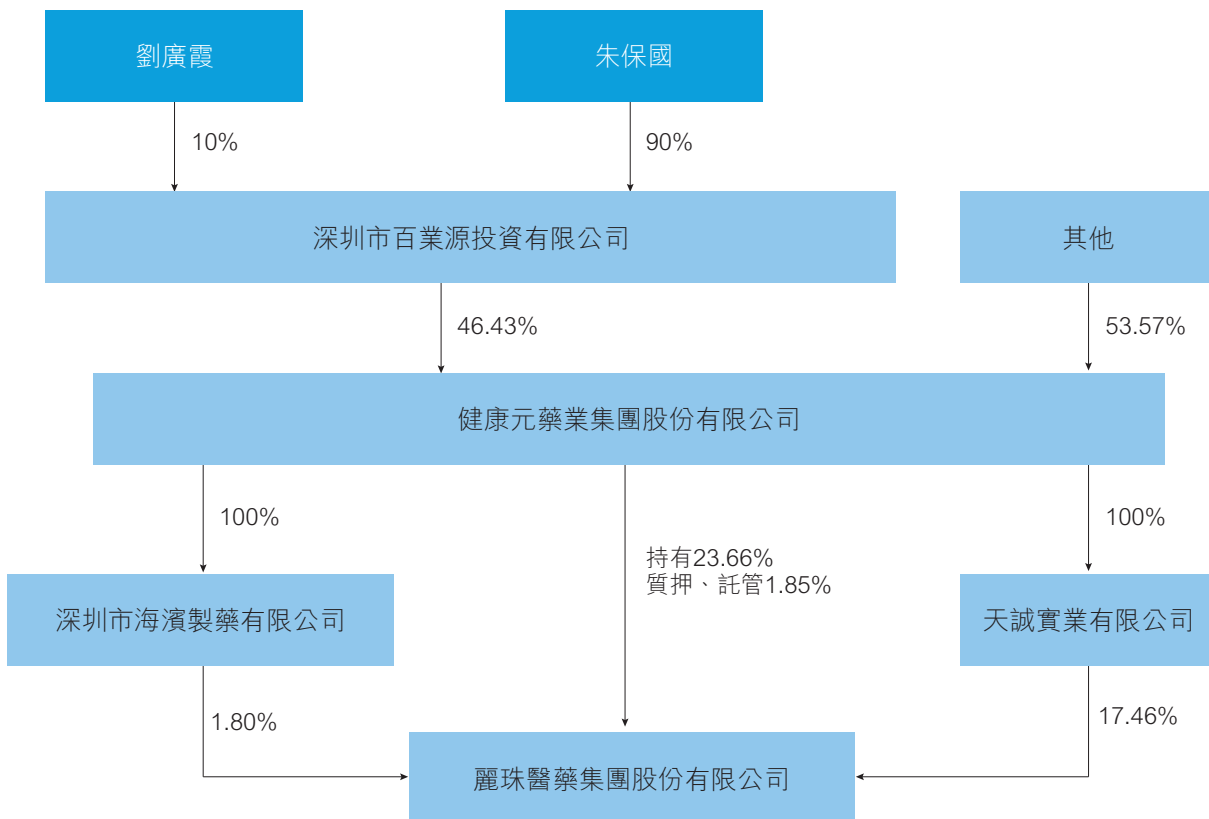 劉廣霞
朱保國
10%
90%
深圳市百業源投資有限公司
其他
46.43%
53.57%
健康元藥業集團股份有限公司
100%
100%
持有23.66%
質押、託管1.85%
深圳市海濱製藥有限公司
天誠實業有限公司
1.80%
17.46%
麗珠醫藥集團股份有限公司